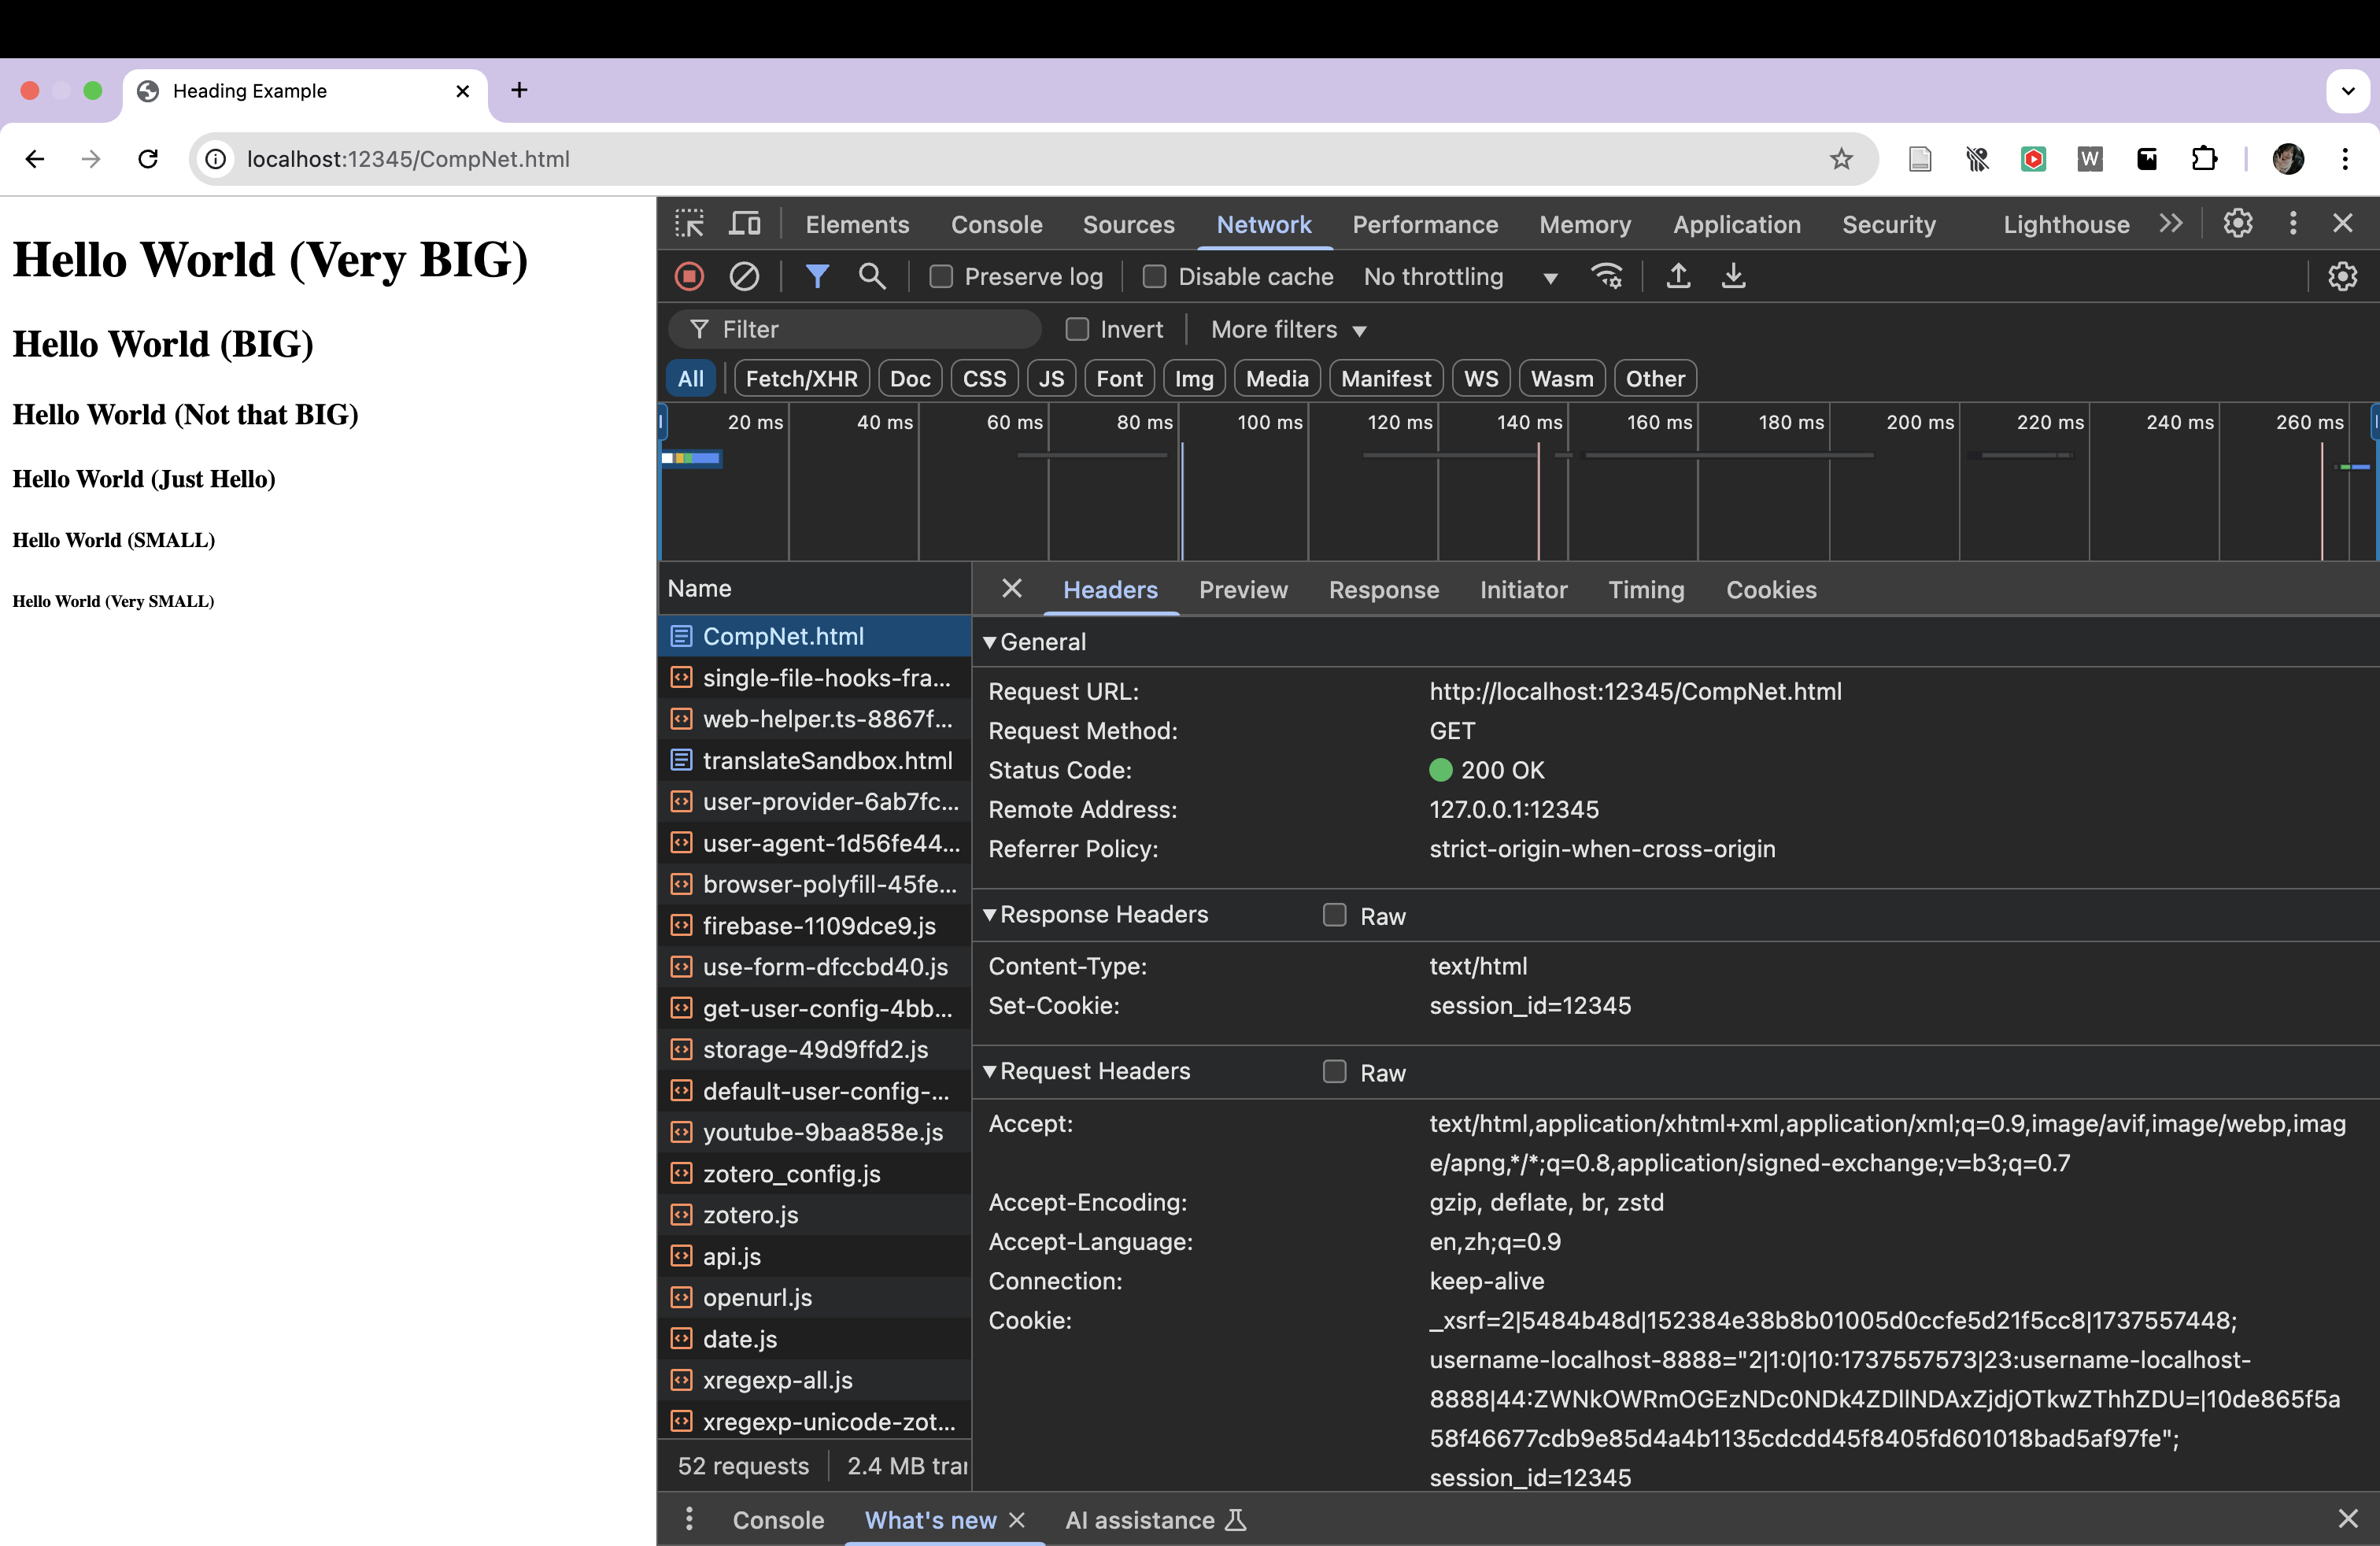 Heading Example
localhost:12345/CompNet.html
Hello World (Very BIG)
Hello World (BIG)
Hello World (Not that BIG)
Hello World (Just Hello)
Hello World (SMALL)
Hello World (Very SMALL)
Elements Console Sources Network Performance Memory Application Security Lighthouse
Preserve log Disable cache No throttling
Filter Invert More filters
All Fetch/XHR Doc CSS JS Font Img Media Manifest WS Wasm Other
20 ms 40 ms 60 ms 80 ms 100 ms 120 ms 140 ms 160 ms 180 ms 200 ms 220 ms 240 ms 260 ms
Name
CompNet.html
single-file-hooks-fra...
web-helper.ts-8867f...
translateSandbox.html
user-provider-6ab7fc...
user-agent-1d56fe44...
browser-polyfill-45fe...
firebase-1109dce9.js
use-form-dfccbd40.js
get-user-config-4bb...
storage-49d9ffd2.js
default-user-config-...
youtube-9baa858e.js
zotero_config.js
zotero.js
api.js
openurl.js
date.js
xregexp-all.js
xregexp-unicode-zot...
52 requests 2.4 MB tra
Headers Preview Response Initiator Timing Cookies
General
Request URL: http://localhost:12345/CompNet.html
Request Method: GET
Status Code: 200 OK
Remote Address: 127.0.0.1:12345
Referrer Policy: strict-origin-when-cross-origin
Response Headers Raw
Content-Type: text/html
Set-Cookie: session_id=12345
Request Headers Raw
Accept: text/html,application/xhtml+xml,application/xml;q=0.9,image/avif,image/webp,imag
e/apng,*/*;q=0.8,application/signed-exchange;v=b3;q=0.7
Accept-Encoding: gzip, deflate, br, zstd
Accept-Language: en,zh;q=0.9
Connection: keep-alive
Cookie: _xsrf=2|5484b48d|152384e38b8b01005d0ccfe5d21f5cc8|1737557448;
username-localhost-8888="2|1:0|10:1737557573|23:username-localhost-
8888|44:ZWNkOWRmOGEzNDc0NDk4ZDllNDAxZjdjOTkwZThhZDU=|10de865f5a
58f46677cdb9e85d4a4b1135cdcdd45f8405fd601018bad5af97fe";
session_id=12345
Console What's new AI assistance